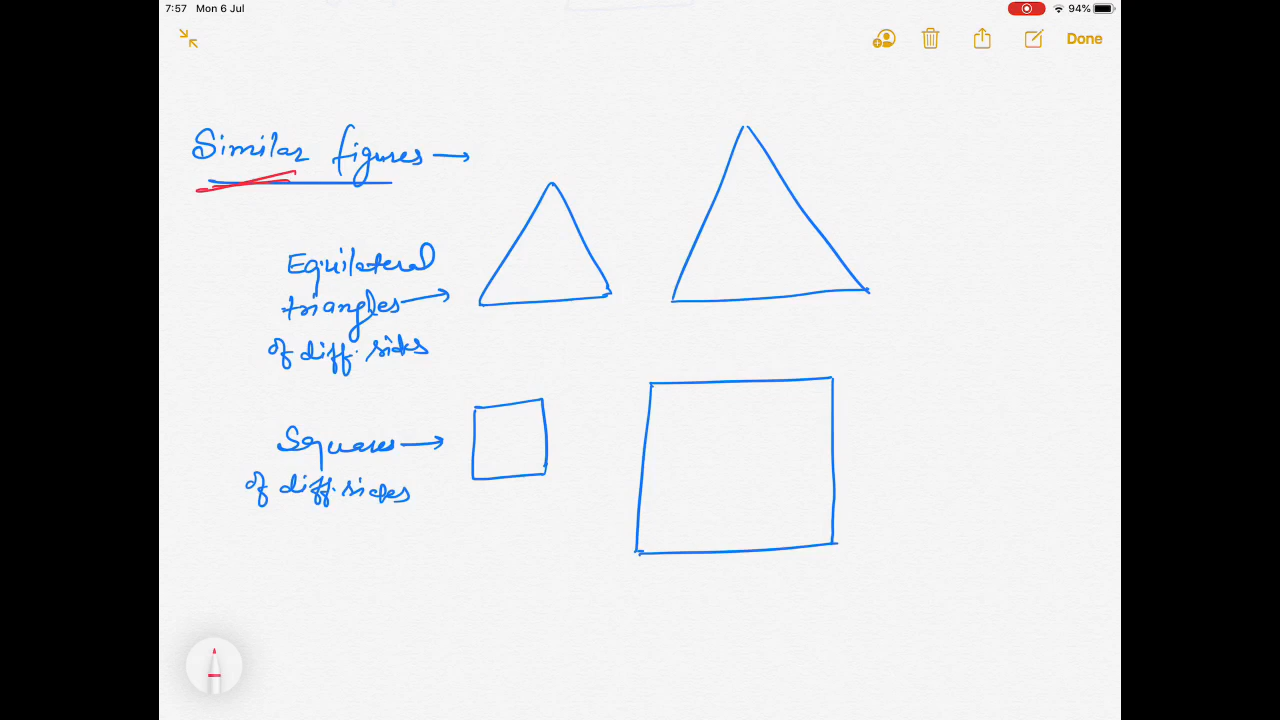 7:57 Mon 6 Jul
94%
Done
Similar figures →
Equilateral
triangles →
of diff. sides
Squares →
of diff. sides